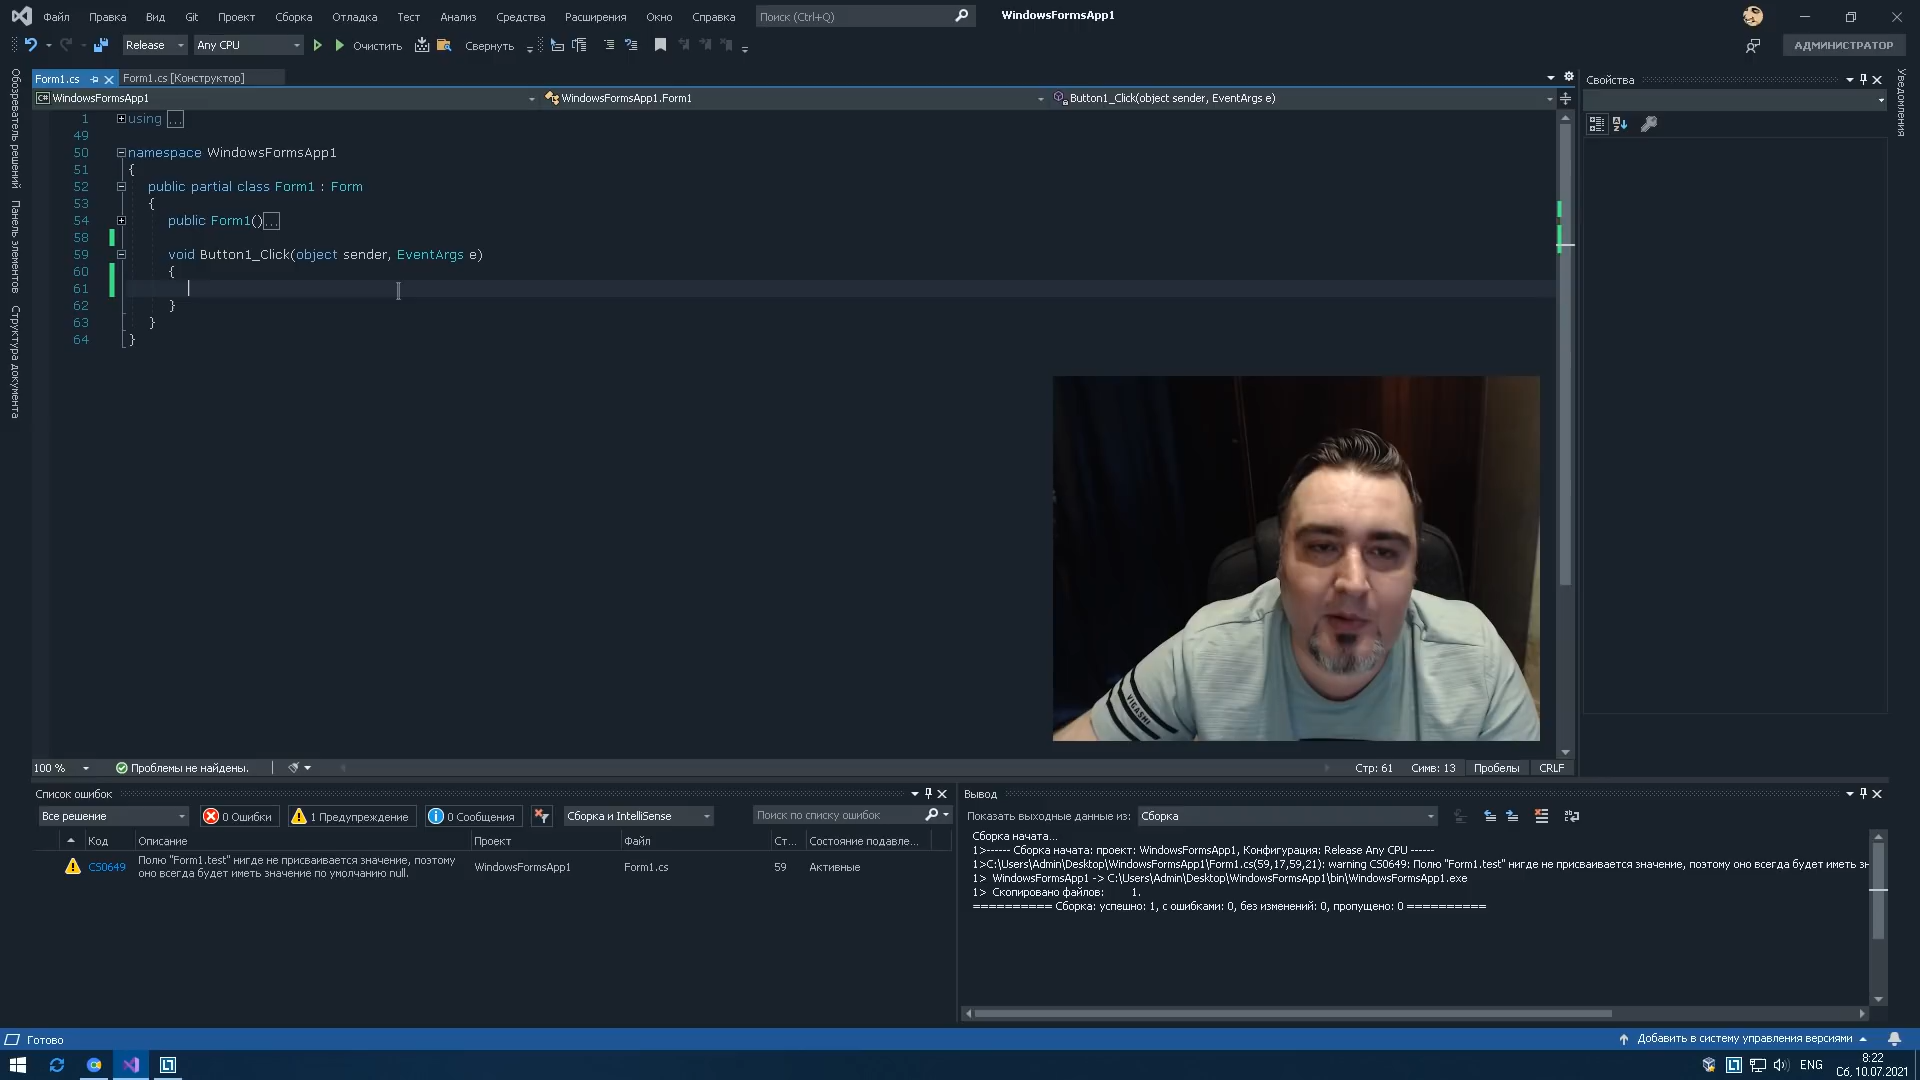 Файл Правка Вид Git Проект Сборка Отладка Тест Анализ Средства Расширения Окно Справка Поиск (Ctrl+Q) WindowsFormsApp1
Release Any CPU Очистить Свернуть АДМИНИСТРАТОР
Form1.cs Form1.cs [Конструктор]
WindowsFormsApp1 WindowsFormsApp1.Form1 Button1_Click(object sender, EventArgs e)
Обозреватель решений
Панель элементов
Структура документа
1 using ...
49
50 namespace WindowsFormsApp1
51 {
52 public partial class Form1 : Form
53 {
54 public Form1()...
58
59 void Button1_Click(object sender, EventArgs e)
60 {
61
62 }
63 }
64 }
VIGASHI
Свойства
Уведомления
100 % Проблемы не найдены. Стр: 61 Симв: 13 Пробелы CRLF
Список ошибок
Все решение 0 Ошибки 1 Предупреждение 0 Сообщения Сборка и IntelliSense Поиск по списку ошибок
Код Описание Проект Файл Ст... Состояние подавле...
CS0649 Полю "Form1.test" нигде не присваивается значение, поэтому WindowsFormsApp1 Form1.cs 59 Активные
оно всегда будет иметь значение по умолчанию null.
Вывод
Показать выходные данные из: Сборка
Сборка начата...
1>------ Сборка начата: проект: WindowsFormsApp1, Конфигурация: Release Any CPU ------
1>C:\Users\Admin\Desktop\WindowsFormsApp1\Form1.cs(59,17,59,21): warning CS0649: Полю "Form1.test" нигде не присваивается значение, поэтому оно всегда будет иметь зн
1> WindowsFormsApp1 -> C:\Users\Admin\Desktop\WindowsFormsApp1\bin\WindowsFormsApp1.exe
1> Скопировано файлов: 1.
========== Сборка: успешно: 1, с ошибками: 0, без изменений: 0, пропущено: 0 ==========
Готово Добавить в систему управления версиями
ENG 8:22
Сб, 10.07.2021